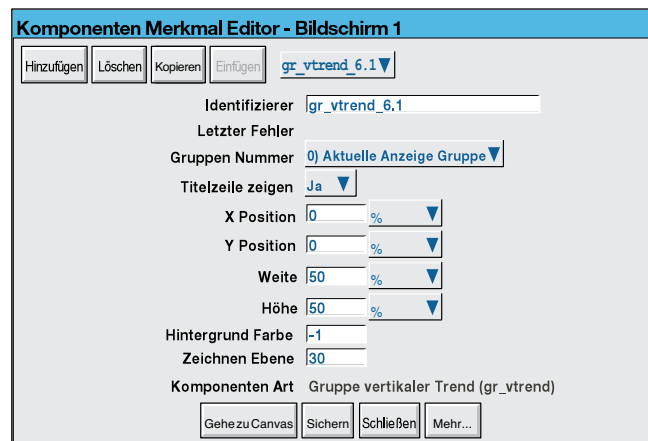 Komponenten Merkmal Editor - Bildschirm 1
Hinzufügen Löschen Kopieren Einfügen gr_vtrend_6.1
Identifizierer gr_vtrend_6.1
Letzter Fehler
Gruppen Nummer 0) Aktuelle Anzeige Gruppe
Titelzeile zeigen Ja
X Position 0 %
Y Position 0 %
Weite 50 %
Höhe 50 %
Hintergrund Farbe -1
Zeichnen Ebene 30
Komponenten Art Gruppe vertikaler Trend (gr_vtrend)
Gehe zu Canvas Sichern Schließen Mehr...